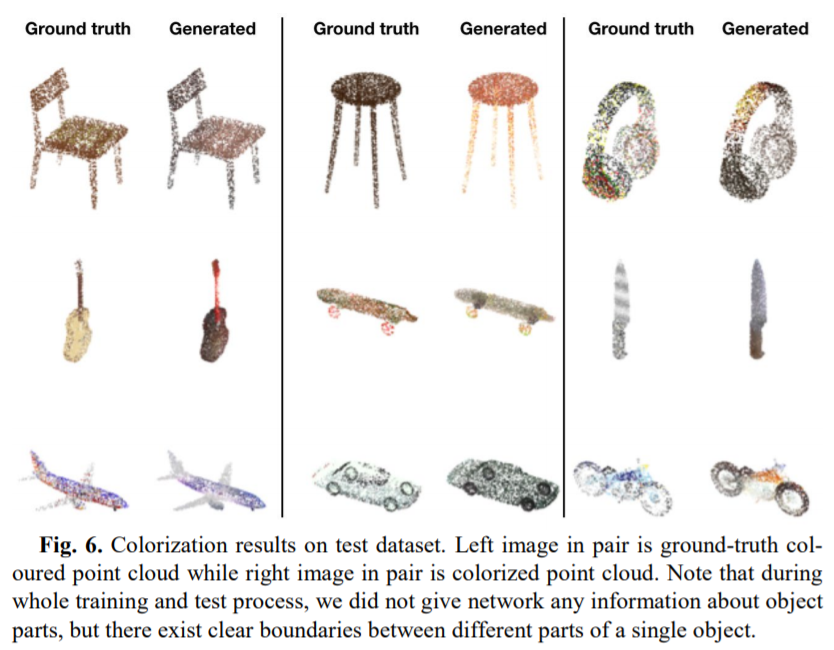 Ground truth Generated Ground truth Generated Ground truth Generated
Fig. 6. Colorization results on test dataset. Left image in pair is ground-truth col-
oured point cloud while right image in pair is colorized point cloud. Note that during
whole training and test process, we did not give network any information about object
parts, but there exist clear boundaries between different parts of a single object.